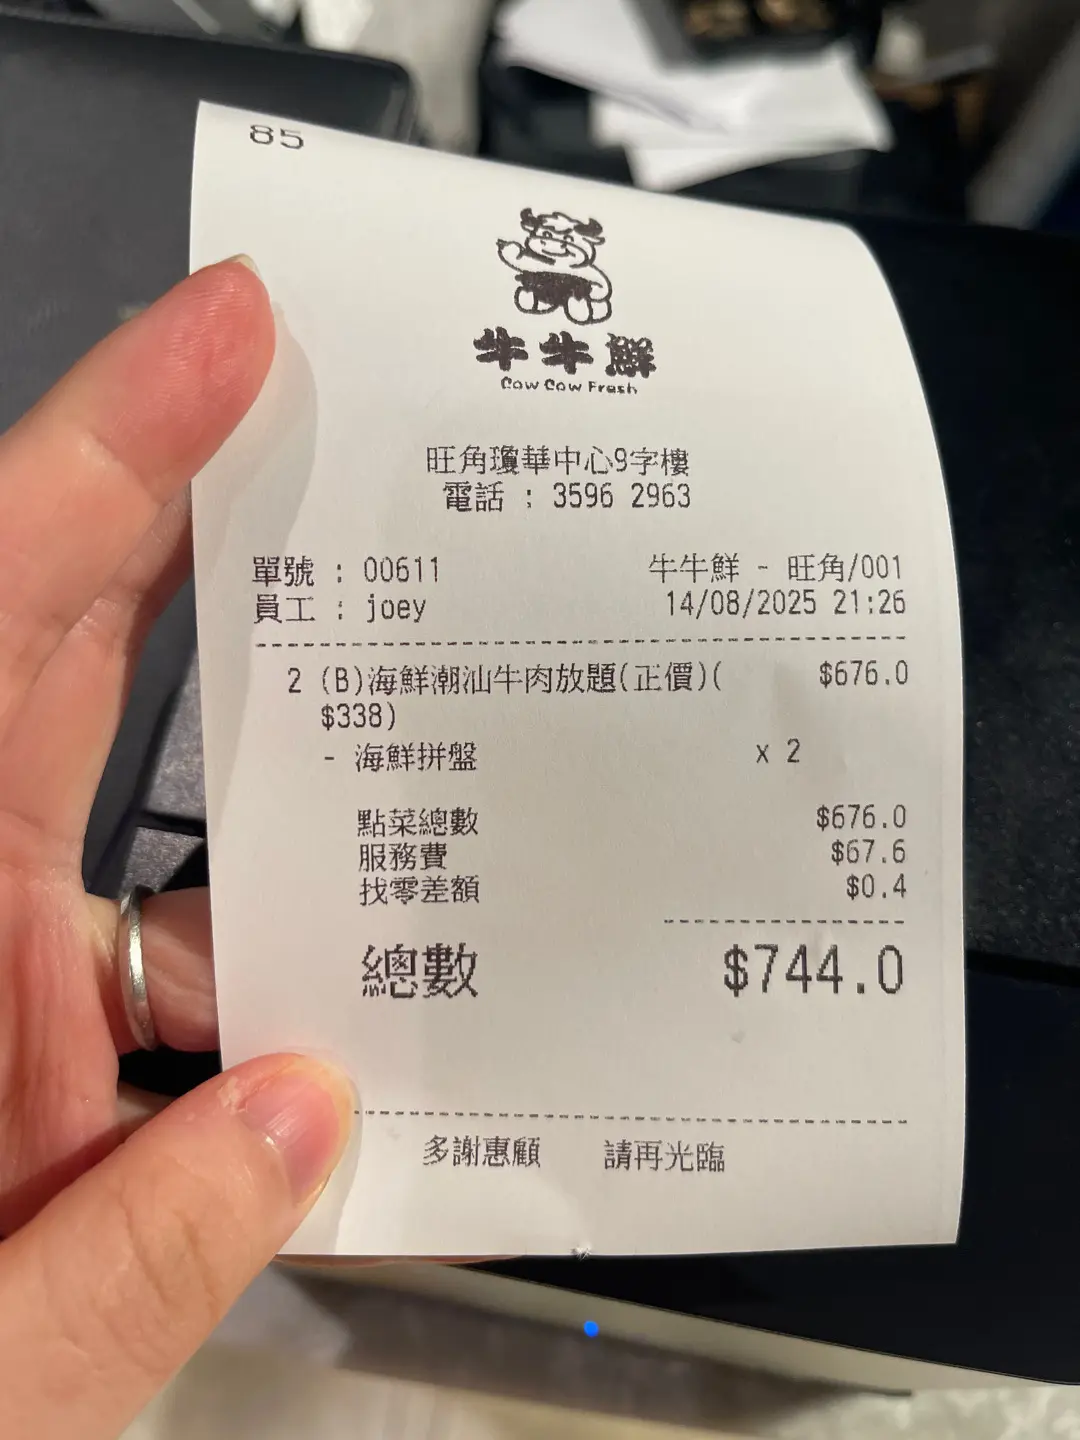 85
牛牛鮮
Cow Cow Fresh
旺角瓊華中心9字樓
電話 : 3596 2963
單號 : 00611 牛牛鮮 - 旺角/001
員工 : joey 14/08/2025 21:26
2 (B)海鮮潮汕牛肉放題(正價)( $676.0
$338)
- 海鮮拼盤 x 2
點菜總數 $676.0
服務費 $67.6
找零差額 $0.4
總數 $744.0
多謝惠顧 請再光臨